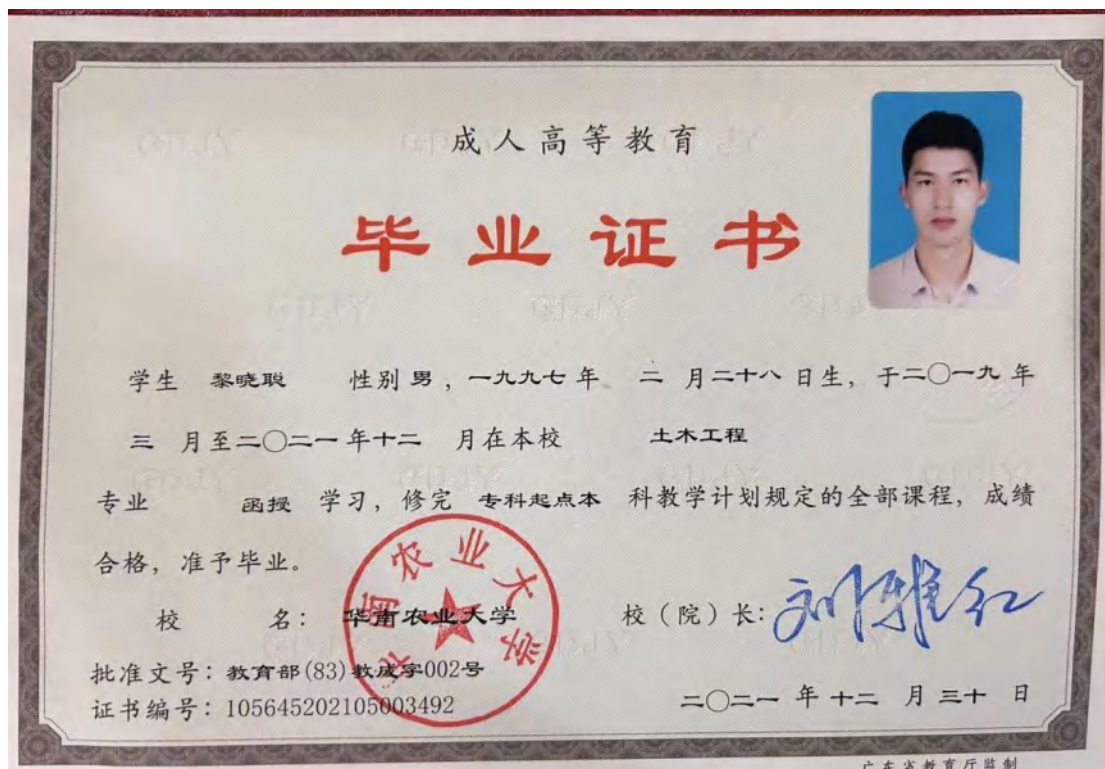 成人高等教育
毕业证书
学生 黎晓聪 性别 男，一九九七年 二 月二十八 日生，于二〇一九 年
三 月至二〇二一 年十二 月在本校 土木工程
专业 函授 学习，修完 专科起点本 科教学计划规定的全部课程，成绩
合格，准予毕业。
校 名：华南农业大学 校（院）长：刘雅红
华南农业大学
批准文号：教育部(83)教成字002号
证书编号：105645202105003492
二〇二一 年 十二 月 三十 日
广东省教育厅监制